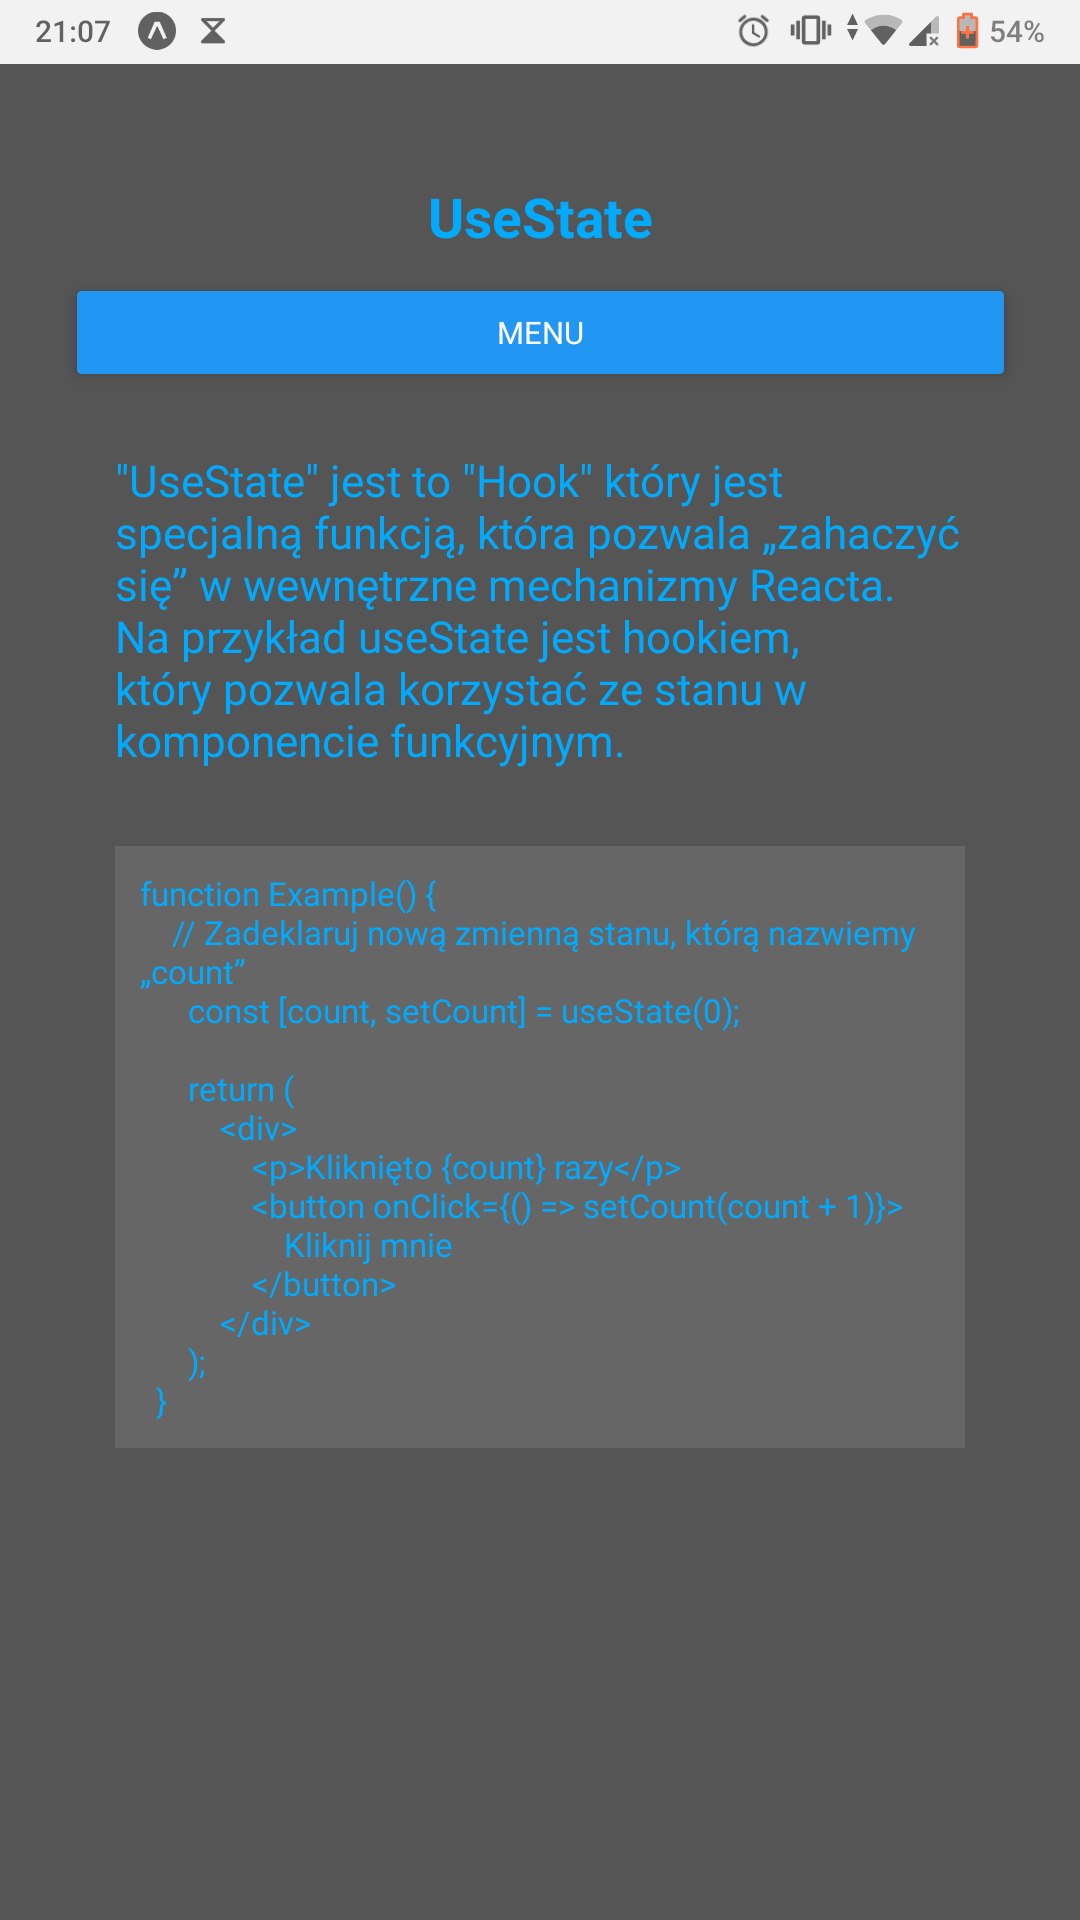 21:07
54%
UseState
MENU
"UseState" jest to "Hook" który jest
specjalną funkcją, która pozwala „zahaczyć
się” w wewnętrzne mechanizmy Reacta.
Na przykład useState jest hookiem,
który pozwala korzystać ze stanu w
komponencie funkcyjnym.
function Example() {
// Zadeklaruj nową zmienną stanu, którą nazwiemy
„count”
const [count, setCount] = useState(0);
return (
<div>
<p>Kliknięto {count} razy</p>
<button onClick={() => setCount(count + 1)}>
Kliknij mnie
</button>
</div>
);
}